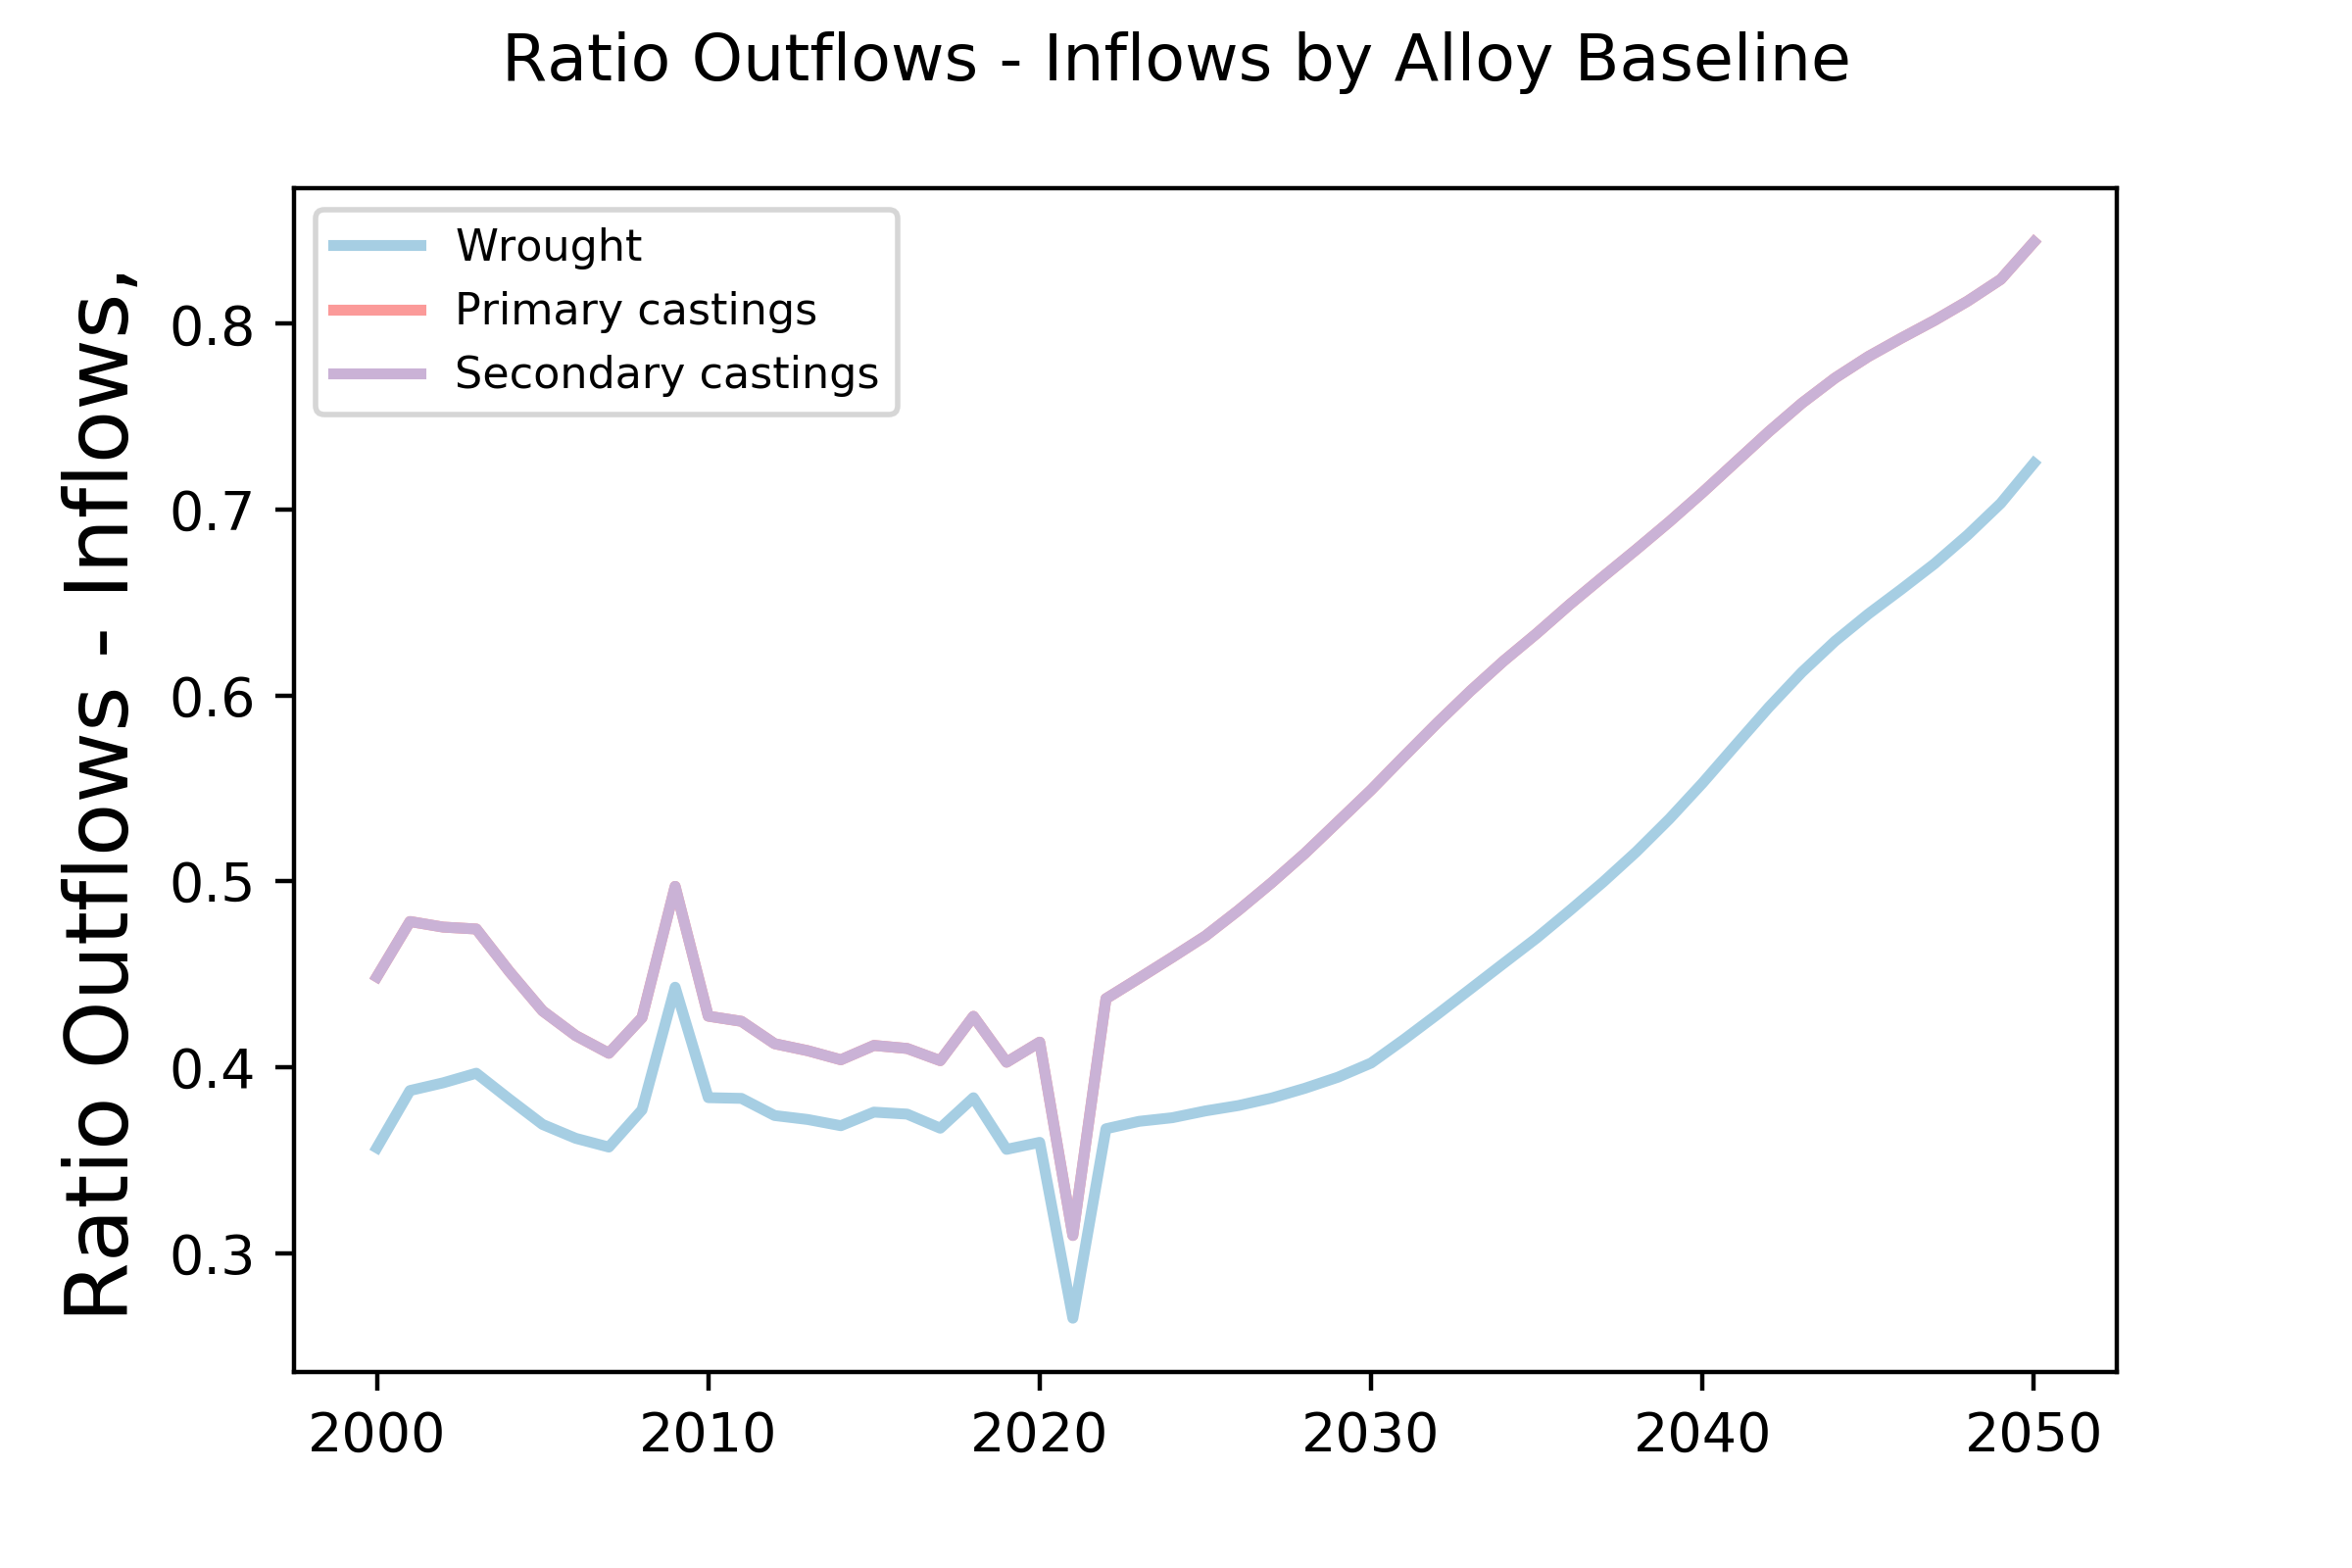 Ratio Outflows - Inflows by Alloy Baseline
Ratio Outflows - Inflows,
Wrought
Primary castings
Secondary castings
0.8
0.7
0.6
0.5
0.4
0.3
2000 2010 2020 2030 2040 2050